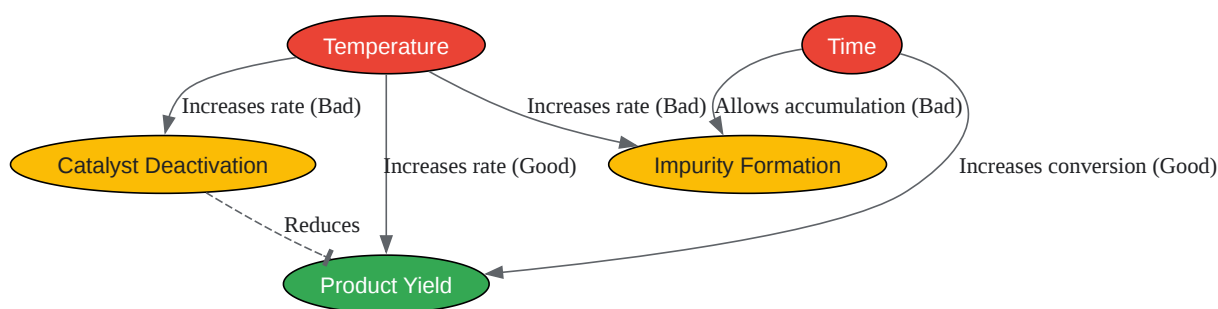 Temperature
Time
Increases rate (Bad)
Increases rate (Bad)
Allows accumulation (Bad)
Catalyst Deactivation
Increases rate (Good)
Impurity Formation
Increases conversion (Good)
Reduces
Product Yield